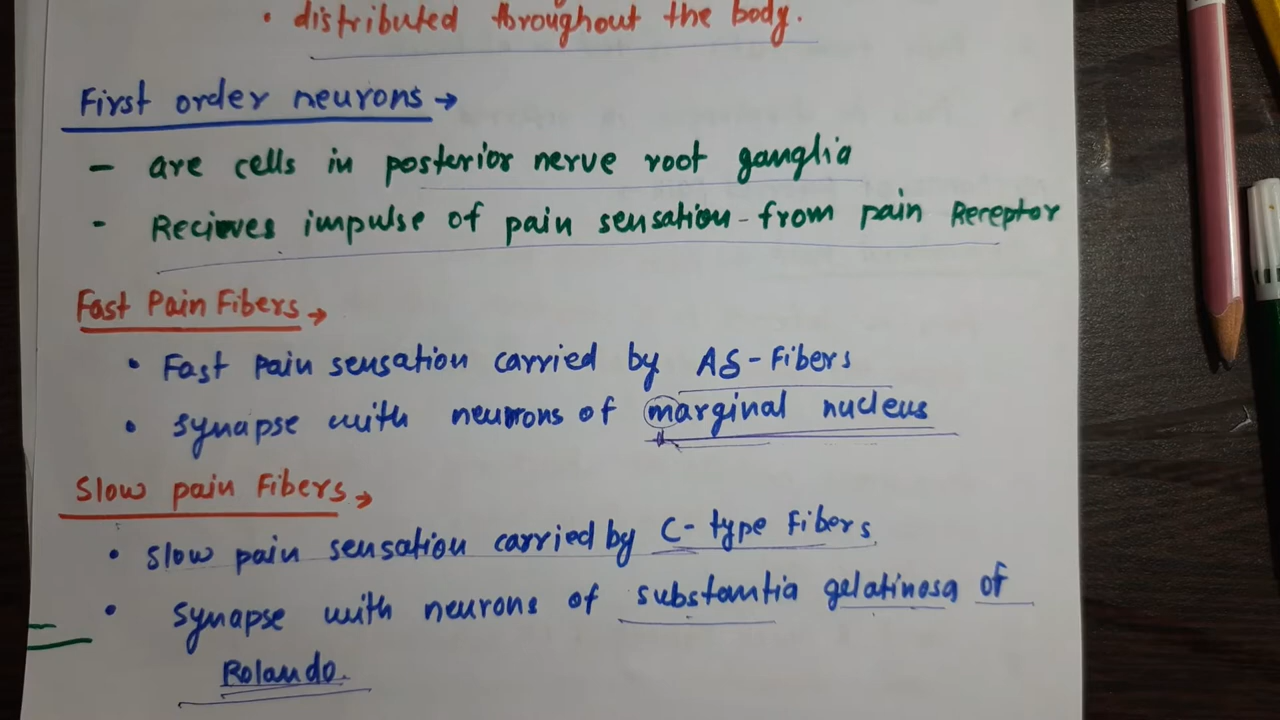 • distributed throughout the body.
First order neurons →
- are cells in posterior nerve root ganglia
- Recieves impulse of pain sensation from pain Receptor
Fast Pain Fibers →
• Fast pain sensation carried by Aδ-Fibers
• synapse with neurons of marginal nucleus
Slow pain Fibers →
• slow pain sensation carried by C-type Fibers
• synapse with neurons of substantia gelatinosa of
Rolando.